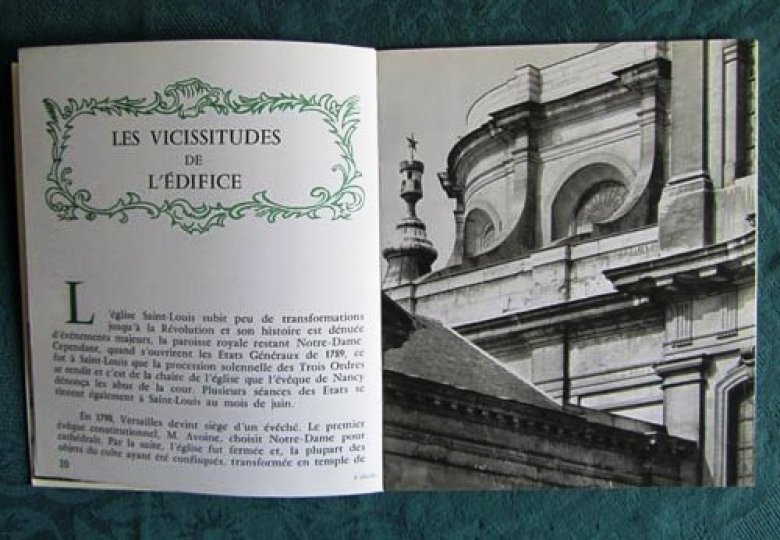 LES VICISSITUDES
DE
L'ÉDIFICE
L'église Saint-Louis subit peu de transformations
jusqu'à la Révolution et son histoire est dénuée
d'événements majeurs, la paroisse royale restant Notre-Dame
Cependant, quand s'ouvrirent les Etats Généraux de 1789, ce
fut à Saint-Louis que la procession solennelle des Trois Ordres
se rendit et c'est de la chaire de l'église que l'évêque de Nancy
dénonça les abus de la cour. Plusieurs séances des Etats se
tinrent également à Saint-Louis au mois de juin.
En 1790, Versailles devint siège d'un évêché. Le premier
évêque constitutionnel, M. Avoine, choisit Notre-Dame pour
cathédrale. Par la suite, l'église fut fermée et, la plupart des
objets du culte ayant été confisqués, transformée en temple de
10